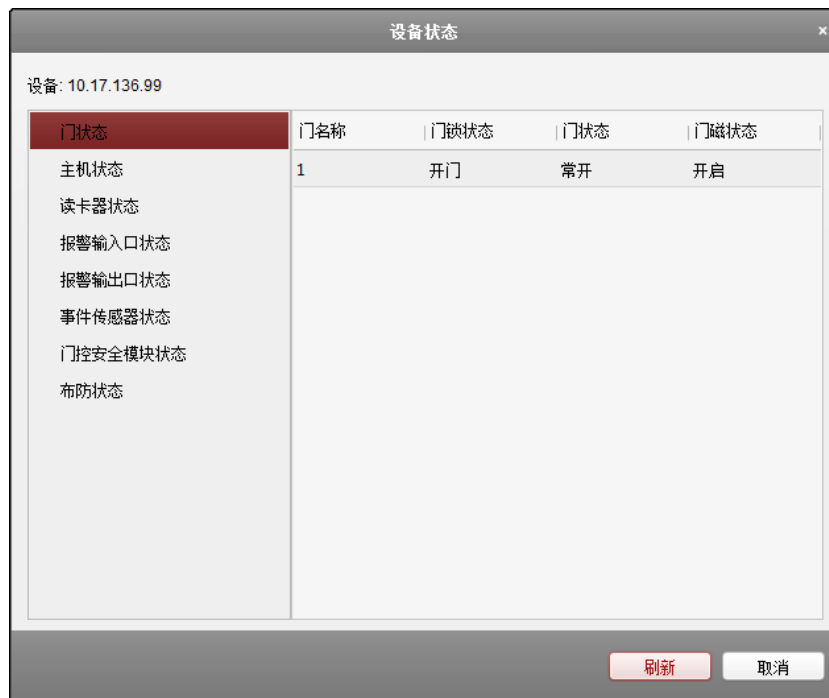 设备状态 ×
设备: 10.17.136.99
门状态
主机状态
读卡器状态
报警输入口状态
报警输出口状态
事件传感器状态
门控安全模块状态
布防状态
门名称 门锁状态 门状态 门磁状态
1 开门 常开 开启
刷新 取消